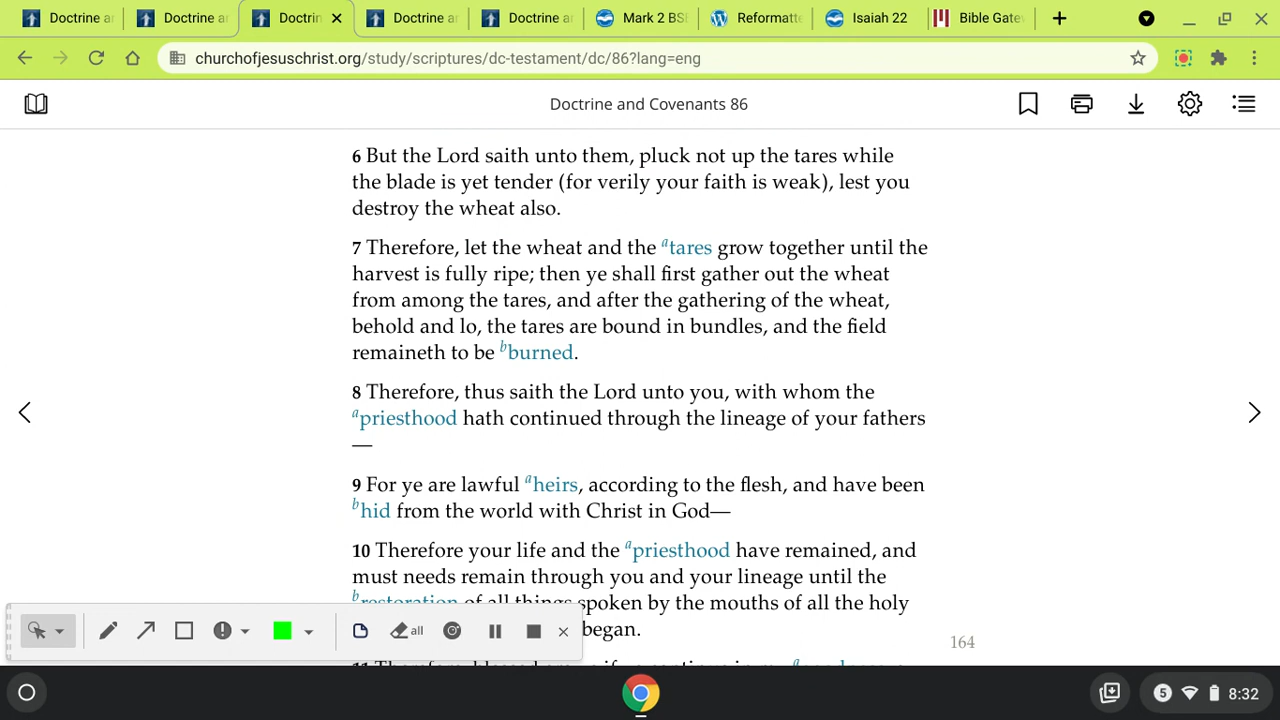 Doctrine ar
Doctrine ar
Doctrin
Doctrine ar
Doctrine ar
Mark 2 BSB
Reformatte
Isaiah 22
Bible Gatev
churchofjesuschrist.org/study/scriptures/dc-testament/dc/86?lang=eng
Doctrine and Covenants 86
6 But the Lord saith unto them, pluck not up the tares while
the blade is yet tender (for verily your faith is weak), lest you
destroy the wheat also.
7 Therefore, let the wheat and the a tares grow together until the
harvest is fully ripe; then ye shall first gather out the wheat
from among the tares, and after the gathering of the wheat,
behold and lo, the tares are bound in bundles, and the field
remaineth to be b burned.
8 Therefore, thus saith the Lord unto you, with whom the
a priesthood hath continued through the lineage of your fathers
—
9 For ye are lawful a heirs, according to the flesh, and have been
b hid from the world with Christ in God—
10 Therefore your life and the a priesthood have remained, and
must needs remain through you and your lineage until the
b restoration of all things spoken by the mouths of all the holy
began.
164
all
5
8:32